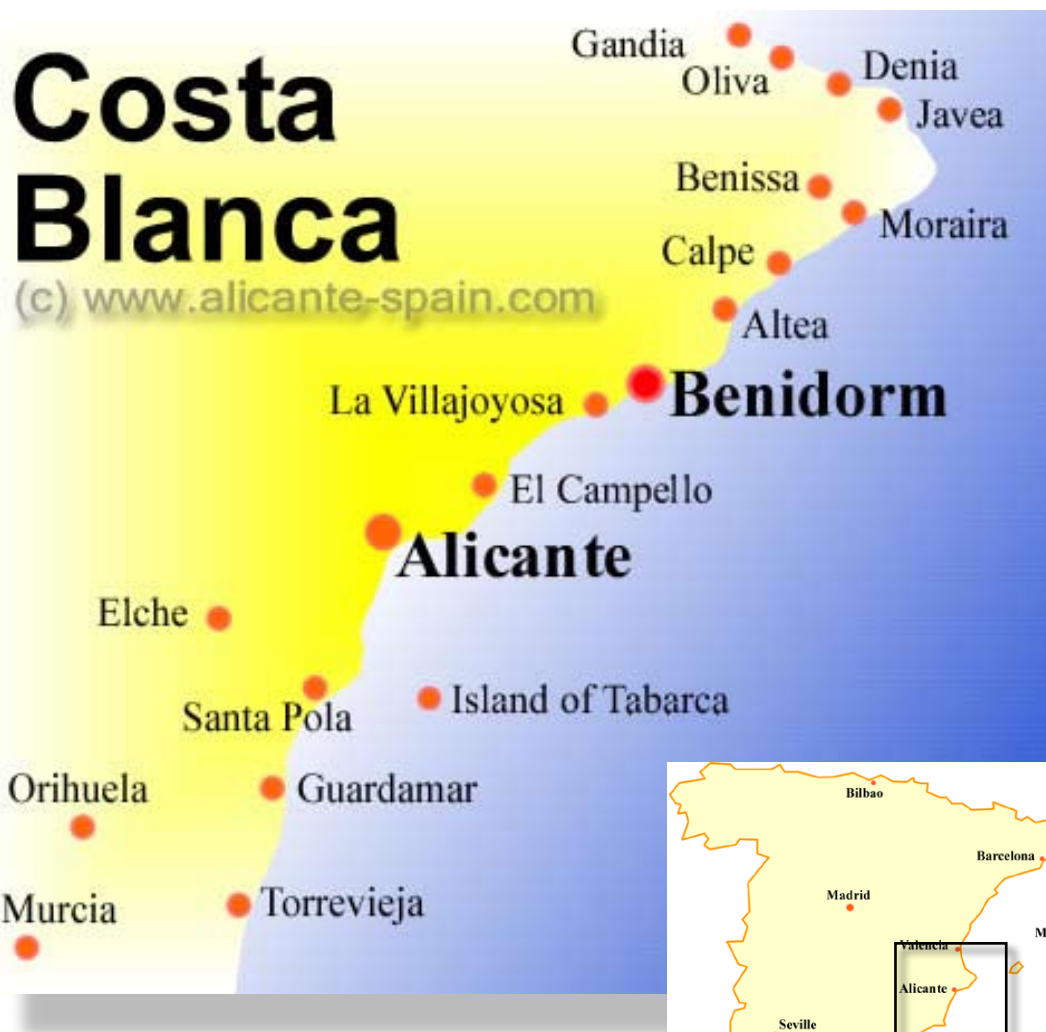 Costa
Blanca
(c) www.alicante-spain.com
Gandia
Oliva
Denia
Javea
Benissa
Moraira
Calpe
Altea
La Villajoyosa
Benidorm
El Campello
Alicante
Elche
Santa Pola
Island of Tabarca
Orihuela
Guardamar
Murcia
Torrevieja
Bilbao
Barcelona
Madrid
M
Valencia
Alicante
Seville